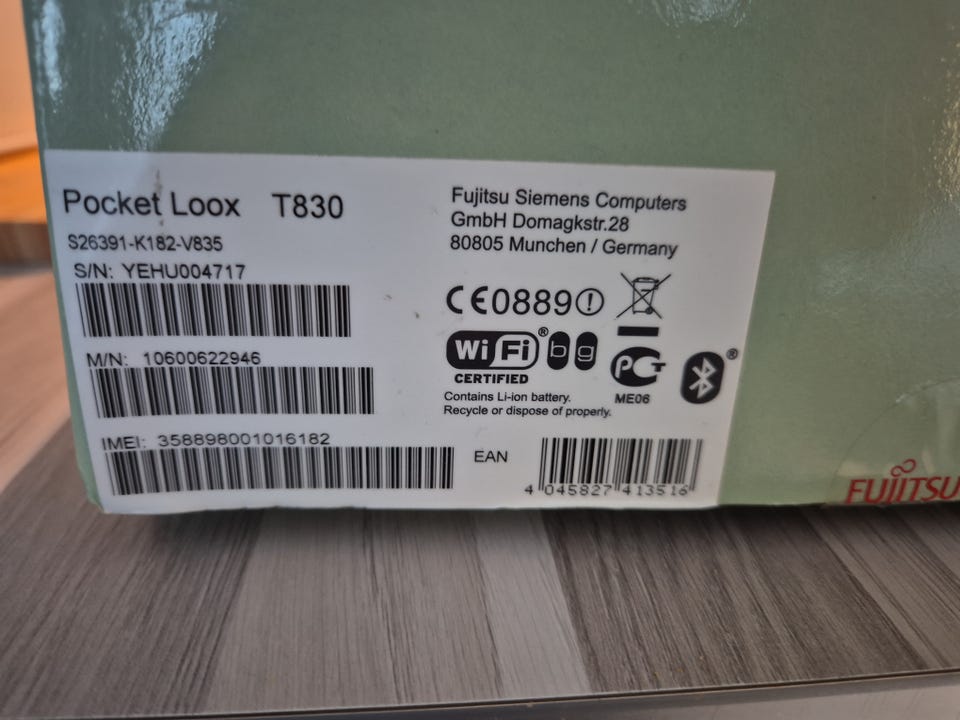 Pocket Loox T830
S26391-K182-V835
S/N: YEHU004717
M/N: 10600622946
IMEI: 358898001016182
Fujitsu Siemens Computers
GmbH Domagkstr.28
80805 Munchen / Germany
CE0889
Wi Fi® b g
CERTIFIED
PCT
ME06
®
Contains Li-ion battery.
Recycle or dispose of properly.
EAN
4 045827 413516
FUJITSU